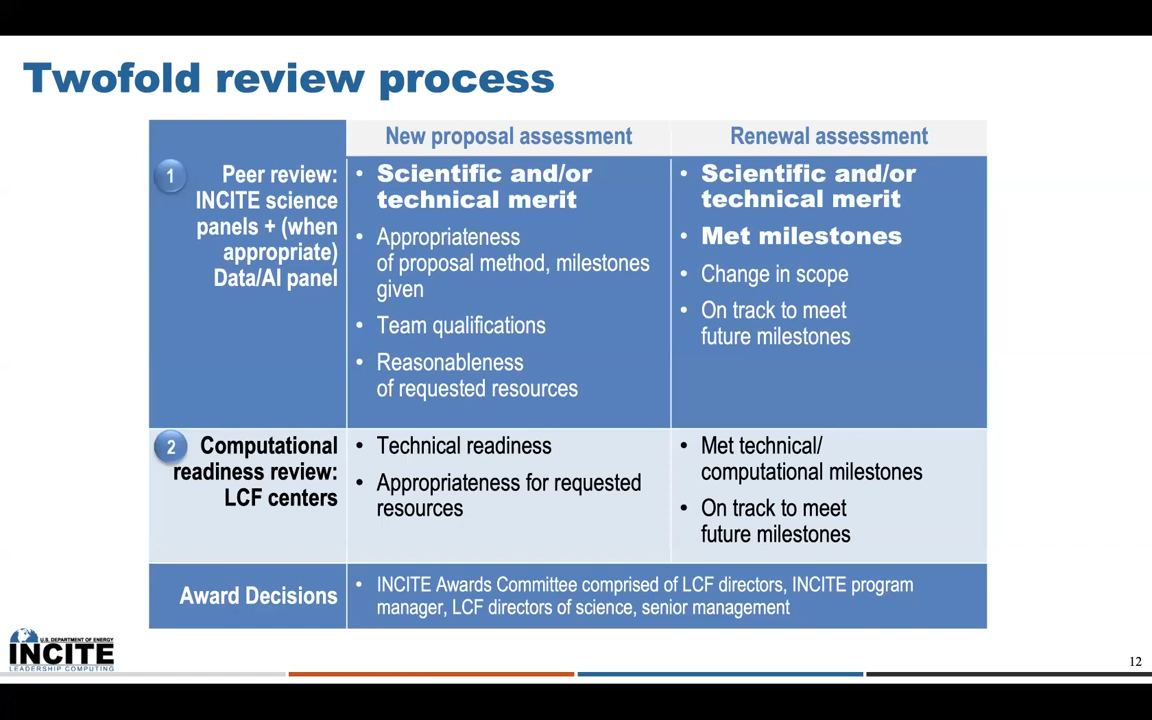 Twofold review process
New proposal assessment
Renewal assessment
1
Peer review:
INCITE science
panels + (when
appropriate)
Data/AI panel
• Scientific and/or
technical merit
• Appropriateness
of proposal method, milestones
given
• Team qualifications
• Reasonableness
of requested resources
• Scientific and/or
technical merit
• Met milestones
• Change in scope
• On track to meet
future milestones
2
Computational
readiness review:
LCF centers
• Technical readiness
• Appropriateness for requested
resources
• Met technical/
computational milestones
• On track to meet
future milestones
Award Decisions
• INCITE Awards Committee comprised of LCF directors, INCITE program
manager, LCF directors of science, senior management
U.S. DEPARTMENT OF ENERGY
INCITE
LEADERSHIP COMPUTING
12